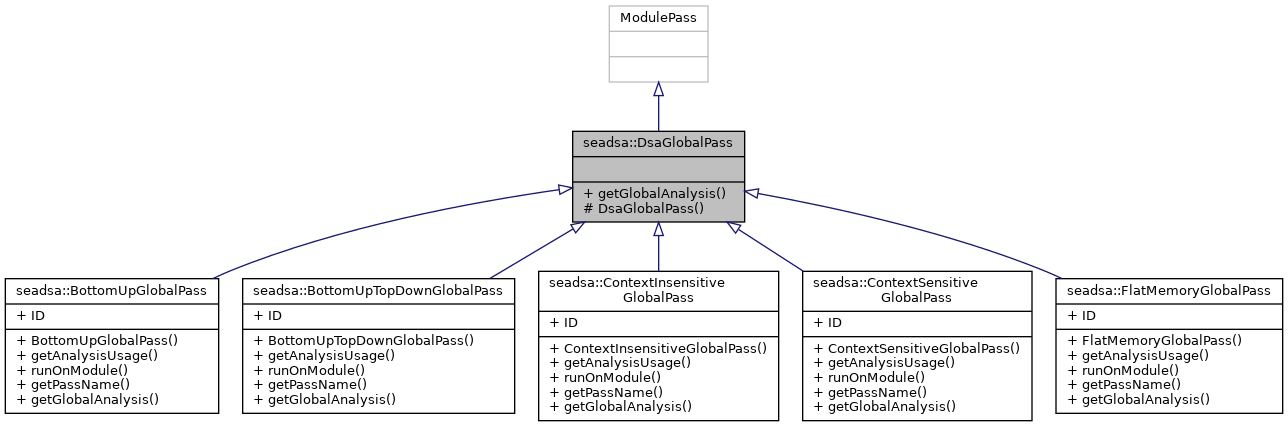 ModulePass
seadsa::DsaGlobalPass
+ getGlobalAnalysis()
# DsaGlobalPass()
seadsa::BottomUpGlobalPass
+ ID
+ BottomUpGlobalPass()
+ getAnalysisUsage()
+ runOnModule()
+ getPassName()
+ getGlobalAnalysis()
seadsa::BottomUpTopDownGlobalPass
+ ID
+ BottomUpTopDownGlobalPass()
+ getAnalysisUsage()
+ runOnModule()
+ getPassName()
+ getGlobalAnalysis()
seadsa::ContextInsensitive
GlobalPass
+ ID
+ ContextInsensitiveGlobalPass()
+ getAnalysisUsage()
+ runOnModule()
+ getPassName()
+ getGlobalAnalysis()
seadsa::ContextSensitive
GlobalPass
+ ID
+ ContextSensitiveGlobalPass()
+ getAnalysisUsage()
+ runOnModule()
+ getPassName()
+ getGlobalAnalysis()
seadsa::FlatMemoryGlobalPass
+ ID
+ FlatMemoryGlobalPass()
+ getAnalysisUsage()
+ runOnModule()
+ getPassName()
+ getGlobalAnalysis()